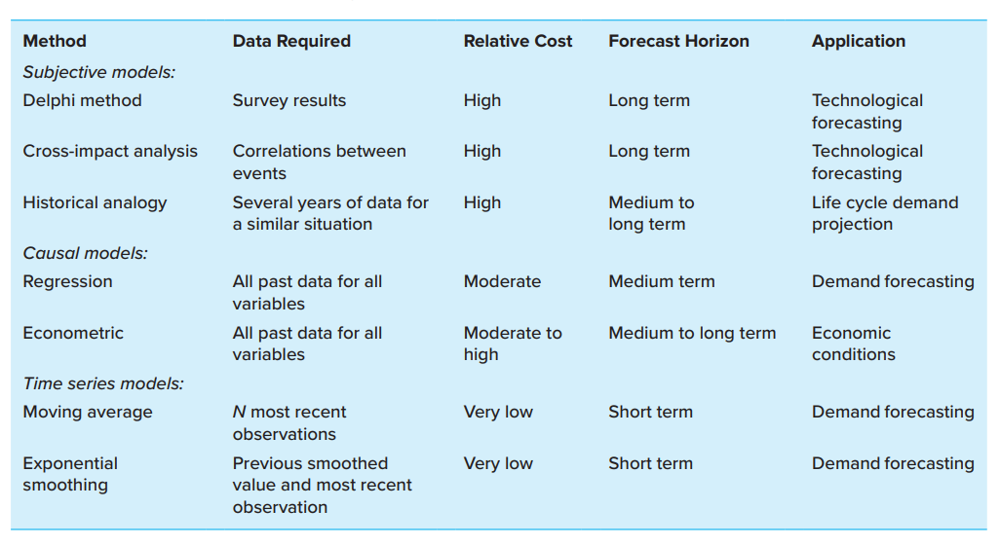 Method Data Required Relative Cost Forecast Horizon Application
Subjective models:
Delphi method Survey results High Long term Technological
forecasting
Cross-impact analysis Correlations between High Long term Technological
events forecasting
Historical analogy Several years of data for High Medium to Life cycle demand
a similar situation long term projection
Causal models:
Regression All past data for all Moderate Medium term Demand forecasting
variables
Econometric All past data for all Moderate to Medium to long term Economic
variables high conditions
Time series models:
Moving average N most recent Very low Short term Demand forecasting
observations
Exponential Previous smoothed Very low Short term Demand forecasting
smoothing value and most recent
observation